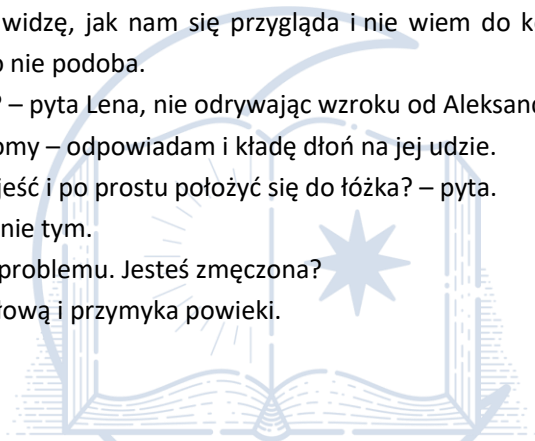 widzę, jak nam się przygląda i nie wiem do
o nie podoba.
? – pyta Lena, nie odrywając wzroku od
omy – odpowiadam i kładę dłoń na jej udzie.
jeść i po prostu położyć się do łóżka? – pyta.
nie tym.
problemu. Jesteś zmęczona?
łową i przymyka powieki.